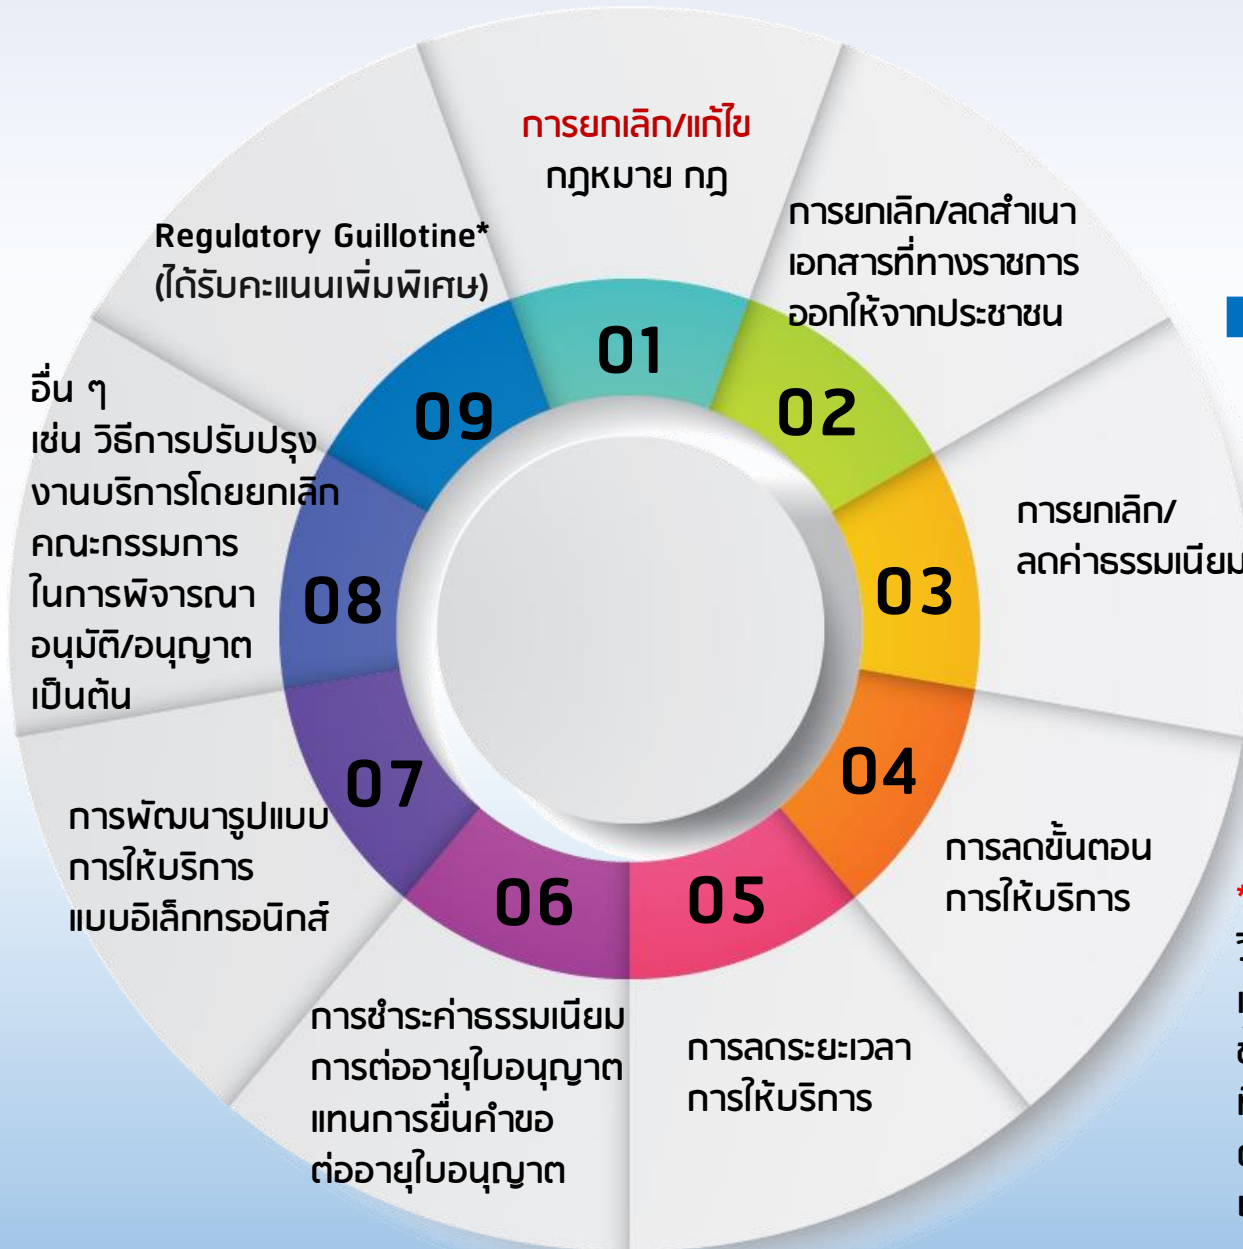 01
การยกเลิก/แก้ไข
กฎหมาย กฎ
02
การยกเลิก/ลดสำเนา
เอกสารที่ทางราชการ
ออกให้จากประชาชน
03
การยกเลิก/
ลดค่าธรรมเนียม
04
การลดขั้นตอน
การให้บริการ
05
การลดระยะเวลา
การให้บริการ
06
การชำระค่าธรรมเนียม
การต่ออายุใบอนุญาต
แทนการยื่นคำขอ
ต่ออายุใบอนุญาต
07
การพัฒนารูปแบบ
การให้บริการ
แบบอิเล็กทรอนิกส์
08
อื่น ๆ
เช่น วิธีการปรับปรุง
งานบริการโดยยกเลิก
คณะกรรมการ
ในการพิจารณา
อนุมัติ/อนุญาต
เป็นต้น
09
Regulatory Guillotine*
(ได้รับคะแนนเพิ่มพิเศษ)
*